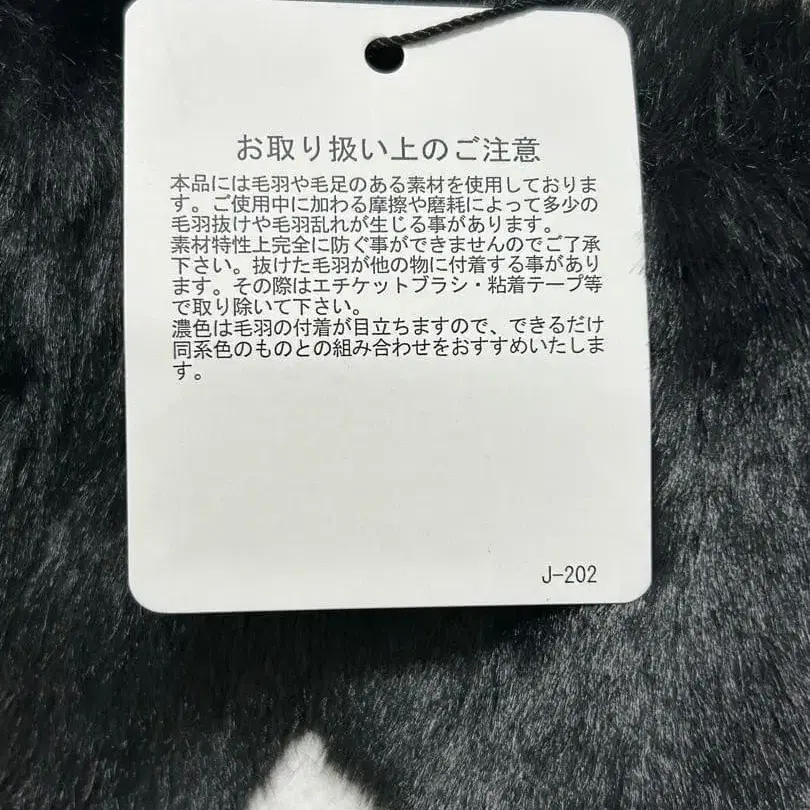 お取り扱い上のご注意
本品には毛羽や毛足のある素材を使用しておりま
す。ご使用中に加わる摩擦や磨耗によって多少の
毛羽抜けや毛羽乱れが生じる事があります。
素材特性上完全に防ぐ事ができませんのでご了承
下さい。抜けた毛羽が他の物に付着する事があり
ます。その際はエチケットブラシ・粘着テープ等
で取り除いて下さい。
濃色は毛羽の付着が目立ちますので、できるだけ
同系色のものとの組み合わせをおすすめいたしま
す。
J-202